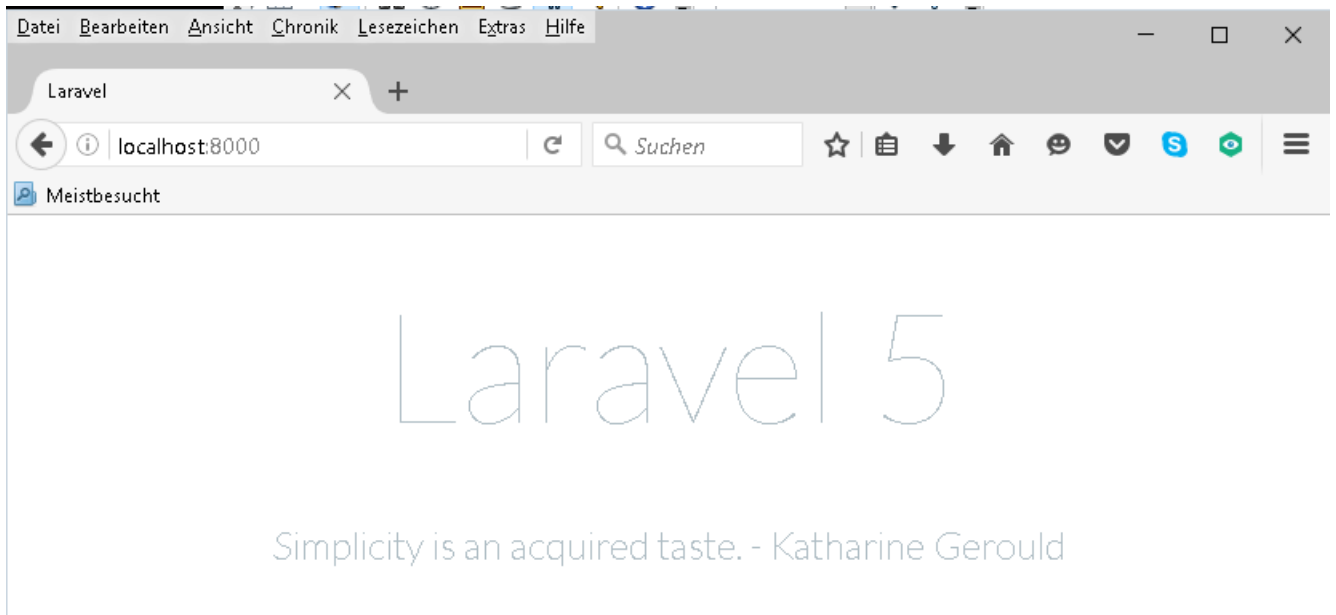 Datei Bearbeiten Ansicht Chronik Lesezeichen Extras Hilfe
Laravel
localhost:8000 Suchen
Meistbesucht
Laravel 5
Simplicity is an acquired taste. - Katharine Gerould